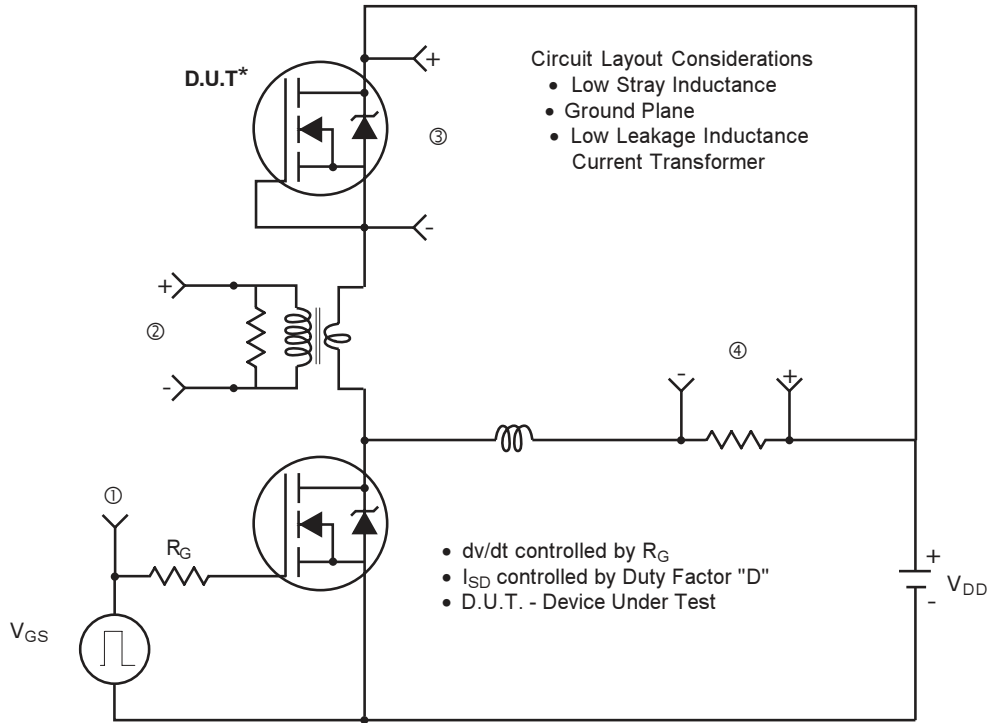 D.U.T*
+
-
③
Circuit Layout Considerations
• Low Stray Inductance
• Ground Plane
• Low Leakage Inductance
Current Transformer
+
②
-
④
-
+
①
R_G
V_GS
• dv/dt controlled by R_G
• I_SD controlled by Duty Factor "D"
• D.U.T. - Device Under Test
+
V_DD
-